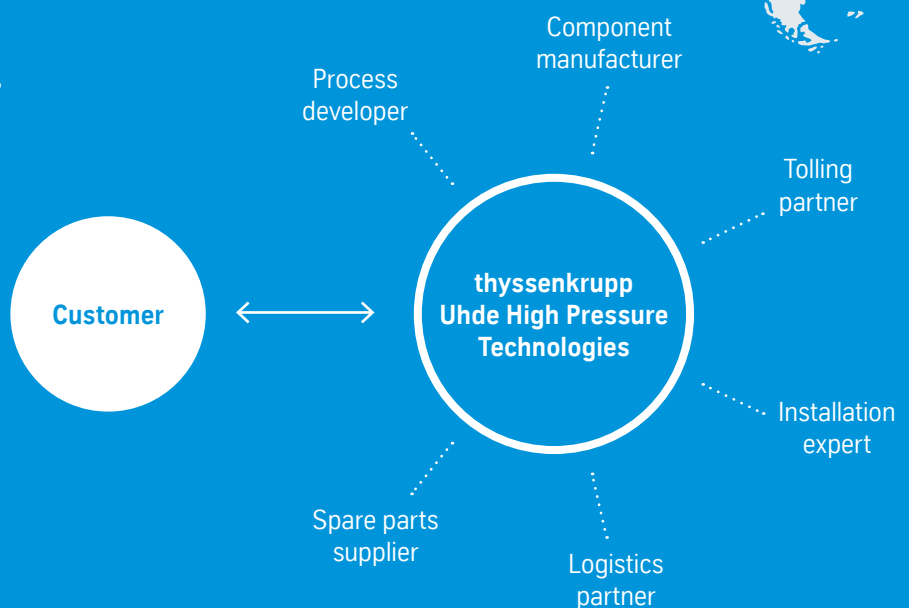 Component
manufacturer
Process
developer
Tolling
partner
Customer
thyssenkrupp
Uhde High Pressure
Technologies
Installation
expert
Spare parts
supplier
Logistics
partner